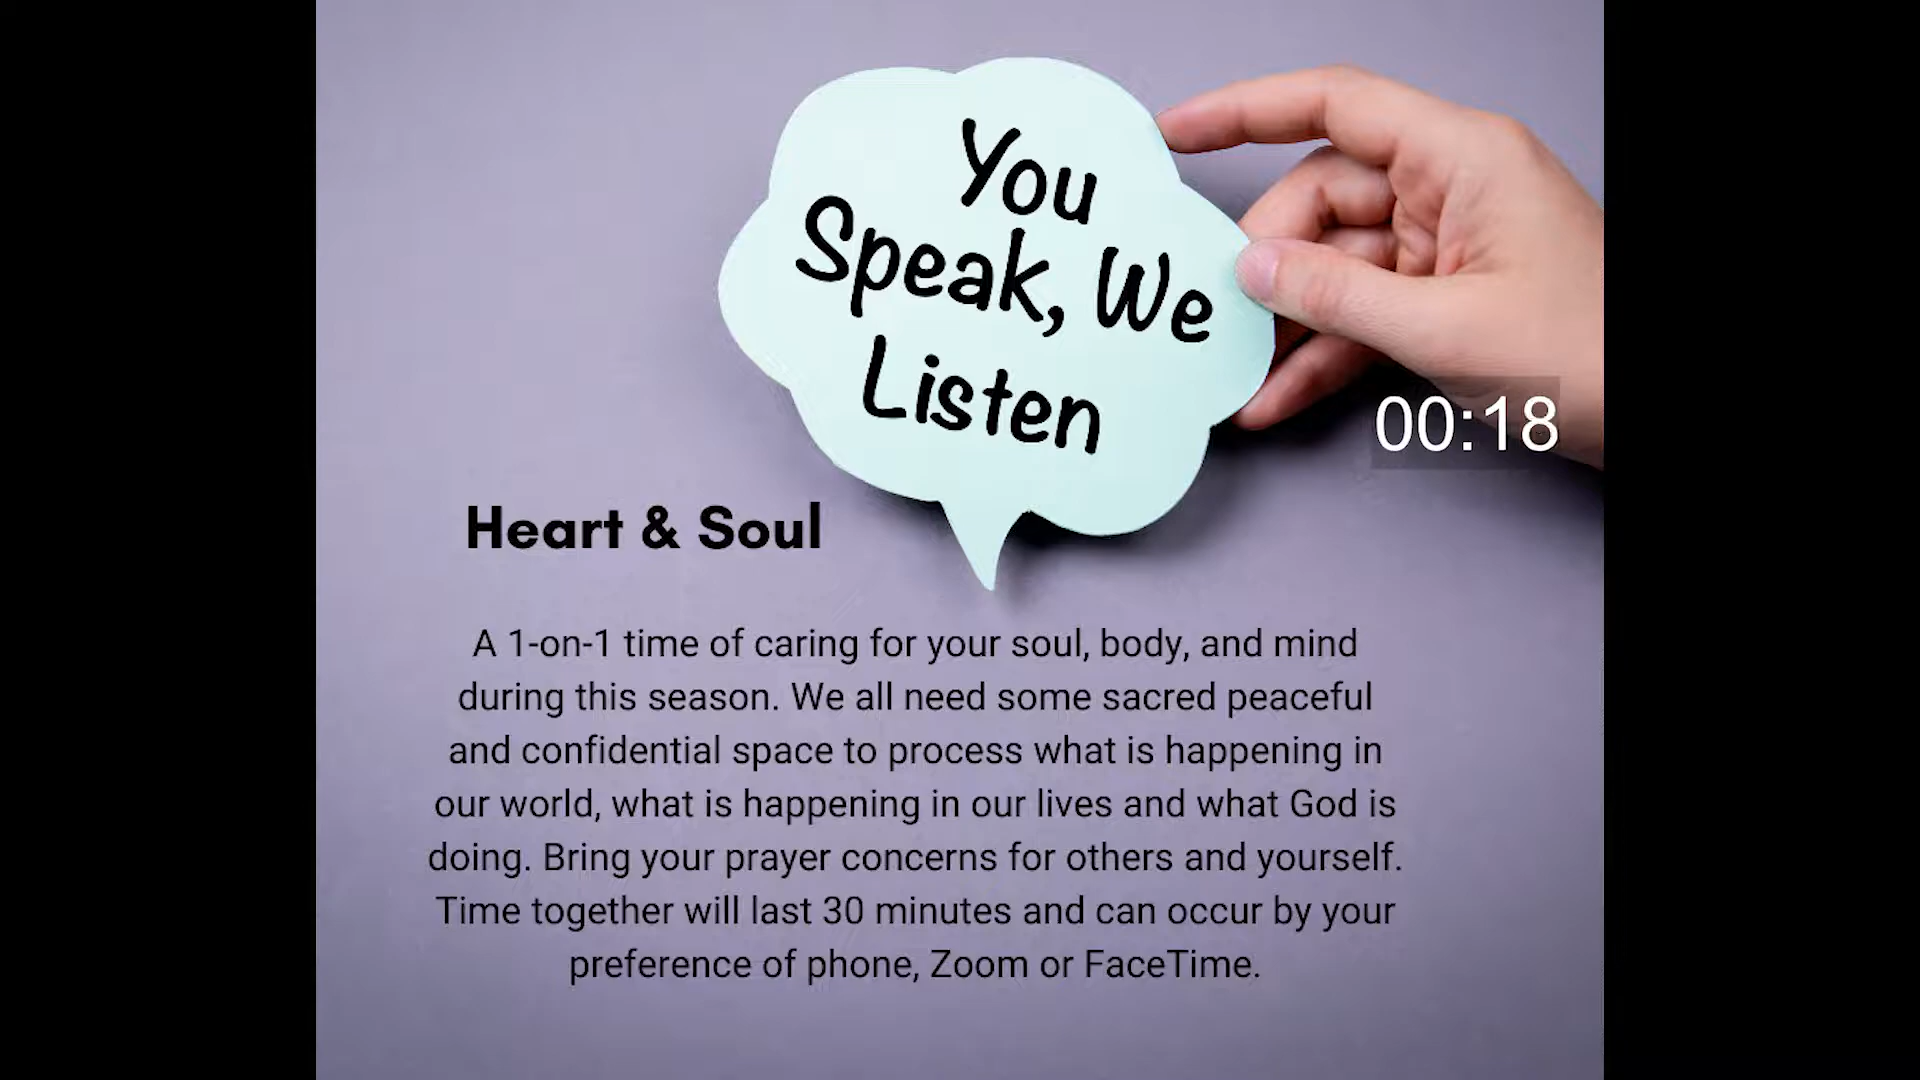 You
Speak, We
Listen
00:18
Heart & Soul
A 1-on-1 time of caring for your soul, body, and mind
during this season. We all need some sacred peaceful
and confidential space to process what is happening in
our world, what is happening in our lives and what God is
doing. Bring your prayer concerns for others and yourself.
Time together will last 30 minutes and can occur by your
preference of phone, Zoom or FaceTime.